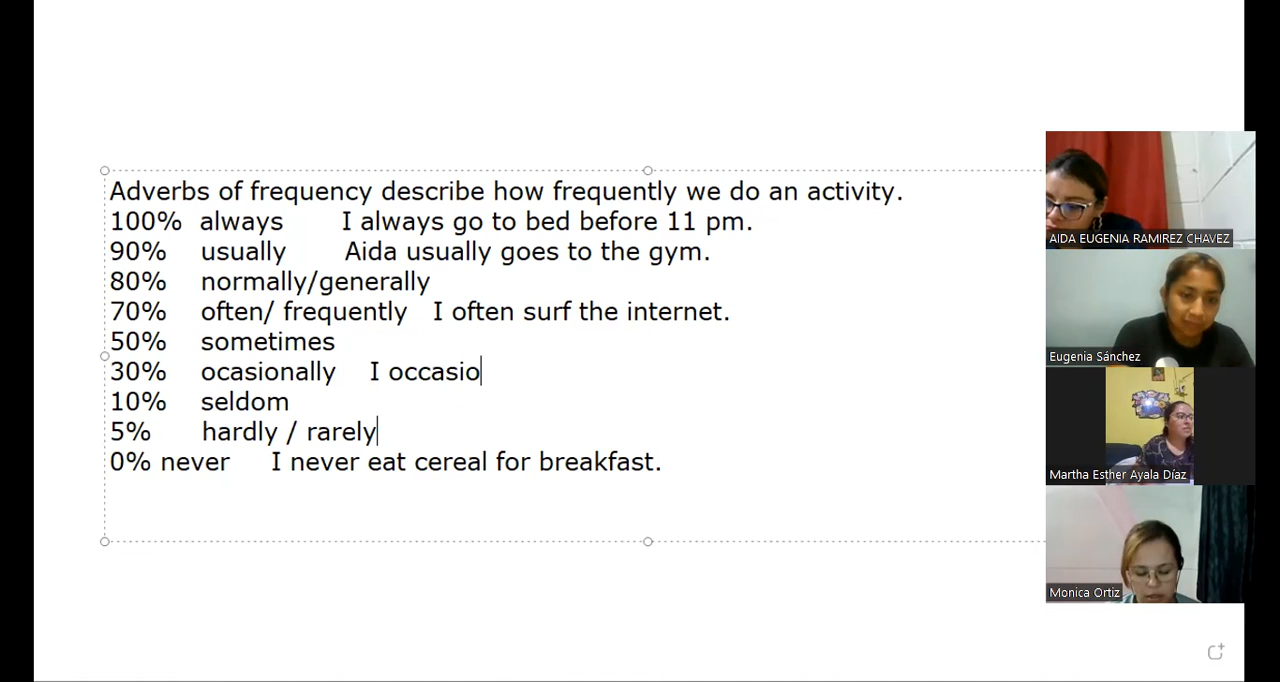 Adverbs of frequency describe how frequently we do an activity.
100% always I always go to bed before 11 pm.
90% usually Aida usually goes to the gym.
80% normally/generally
70% often/ frequently I often surf the internet.
50% sometimes
30% ocasionally I occasio
10% seldom
5% hardly / rarely
0% never I never eat cereal for breakfast.
AIDA EUGENIA RAMIREZ CHAVEZ
Eugenia Sánchez
Martha Esther Ayala Díaz
Monica Ortiz